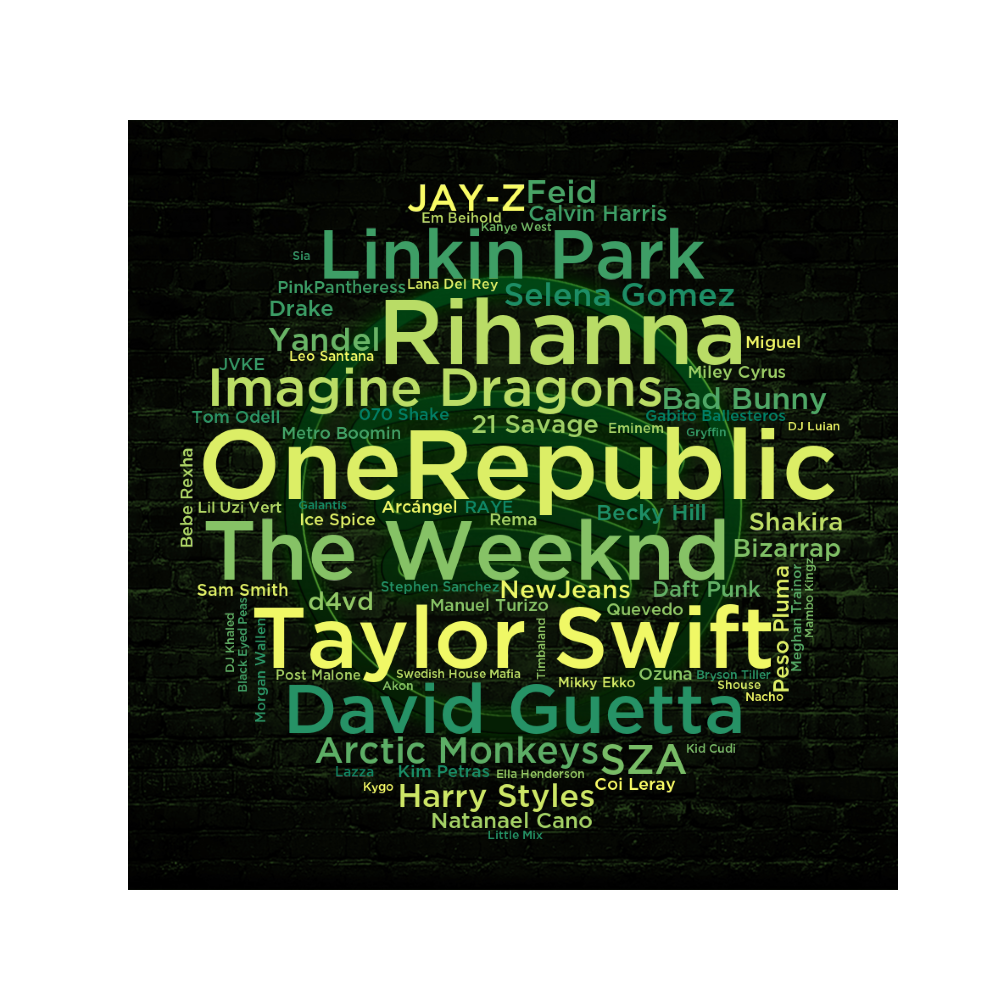 JAY-Z
Feid
Em Beihold
Calvin Harris
Kanye West
Linkin Park
Sia
PinkPantheress
Lana Del Rey
Selena Gomez
Drake
Rihanna
Yandel
Leo Santana
Miguel
JVKE
Miley Cyrus
Imagine Dragons
Bad Bunny
Tom Odell
070 Shake
Gabito Ballesteros
21 Savage
Eminem
DJ Luian
Metro Boomin
Gryffin
OneRepublic
Bebe Rexha
Lil Uzi Vert
Galantis
Arcángel
RAYE
Becky Hill
Ice Spice
Rema
Shakira
The Weeknd
Bizarrap
Sam Smith
Stephen Sanchez
NewJeans
Daft Punk
Peso Pluma
Meghan Trainor
Mambo Kingz
d4vd
Manuel Turizo
Quevedo
DJ Khaled
Black Eyed Peas
Morgan Wallen
Taylor Swift
Timbaland
Post Malone
Swedish House Mafia
Ozuna
Bryson Tiller
Akon
Mikky Ekko
Shouse
Nacho
David Guetta
Arctic Monkeys
SZA
Kid Cudi
Lazza
Kim Petras
Ella Henderson
Coi Leray
Kygo
Harry Styles
Natanael Cano
Little Mix